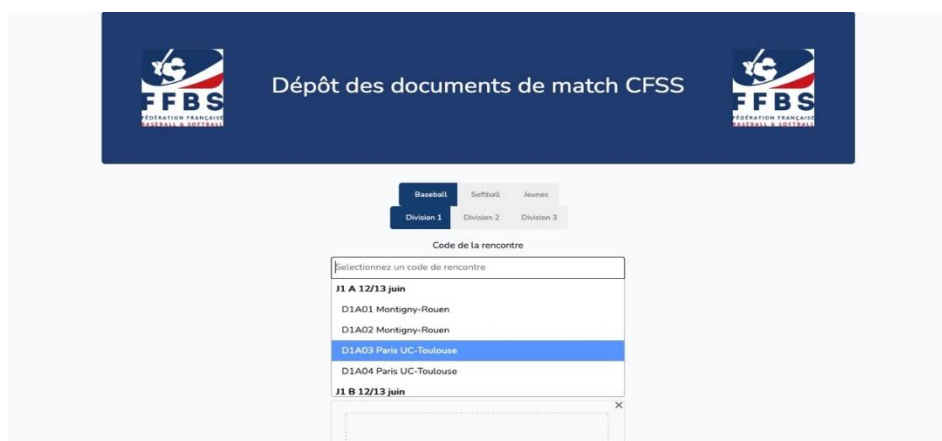 FFBS
FÉDÉRATION FRANÇAISE
BASEBALL & SOFTBALL
Dépôt des documents de match CFSS
FFBS
FÉDÉRATION FRANÇAISE
BASEBALL & SOFTBALL
Baseball Softball Jeunes
Division 1 Division 2 Division 3
Code de la rencontre
Selectionnez un code de rencontre
J1 A 12/13 juin
D1A01 Montigny-Rouen
D1A02 Montigny-Rouen
D1A03 Paris UC-Toulouse
D1A04 Paris UC-Toulouse
J1 B 12/13 juin